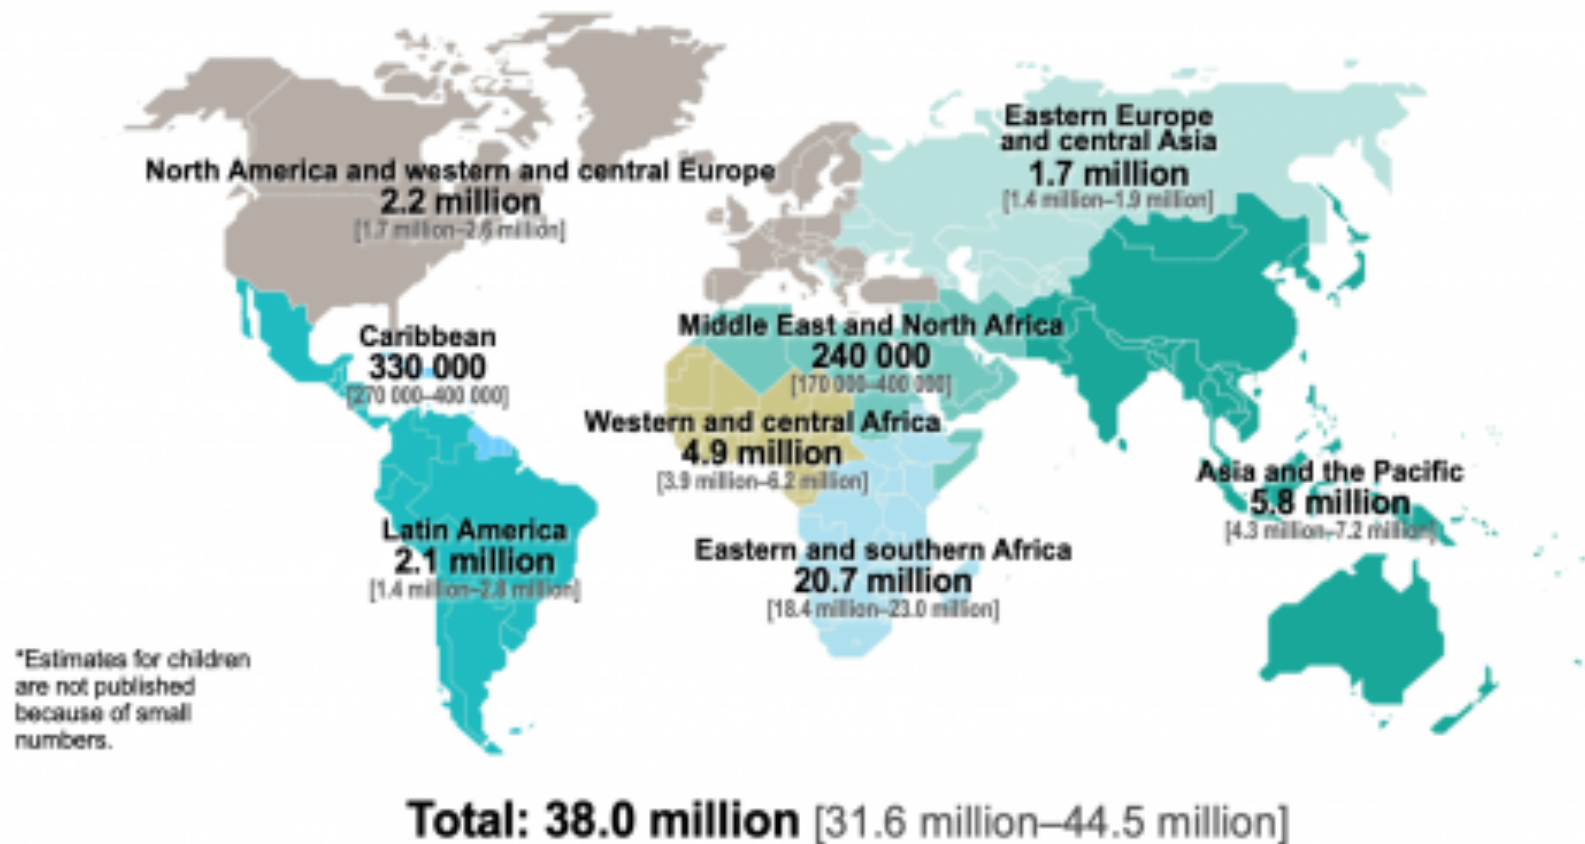 Eastern Europe
and central Asia
1.7 million
[1.4 million–1.9 million]
North America and western and central Europe
2.2 million
[1.7 million–2.6 million]
Caribbean
330 000
[270 000–400 000]
Middle East and North Africa
240 000
[170 000–400 000]
Western and central Africa
4.9 million
[3.9 million–6.2 million]
Asia and the Pacific
5.8 million
[4.3 million–7.2 million]
Latin America
2.1 million
[1.4 million–2.8 million]
Eastern and southern Africa
20.7 million
[18.4 million–23.0 million]
*Estimates for children
are not published
because of small
numbers.
Total: 38.0 million [31.6 million–44.5 million]